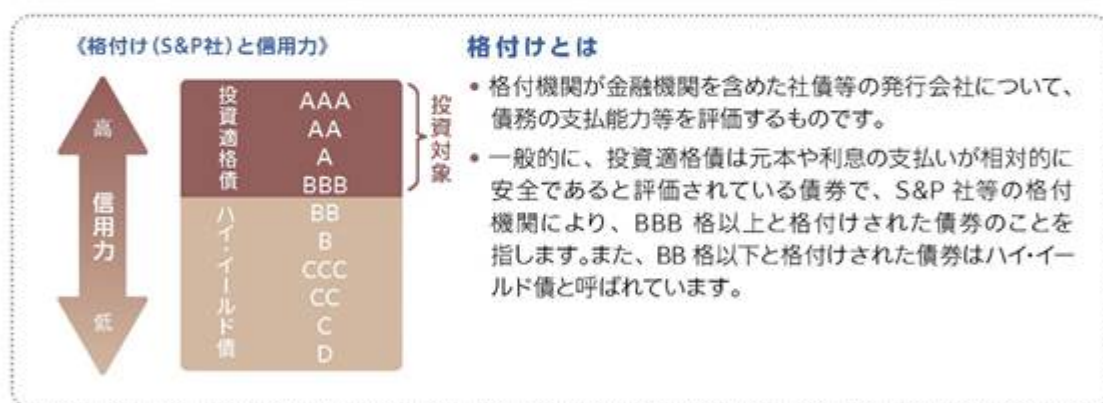 《格付け(S&P社)と信用力》
高
信用力
低
投資適格債
AAA
AA
A
BBB
投資対象
ハイ・イールド債
BB
B
CCC
CC
C
D
格付けとは
• 格付機関が金融機関を含めた社債等の発行会社について、
債務の支払能力等を評価するものです。
• 一般的に、投資適格債は元本や利息の支払いが相対的に
安全であると評価されている債券で、S&P 社等の格付
機関により、BBB 格以上と格付けされた債券のことを
指します。また、BB 格以下と格付けされた債券はハイ・イー
ルド債と呼ばれています。